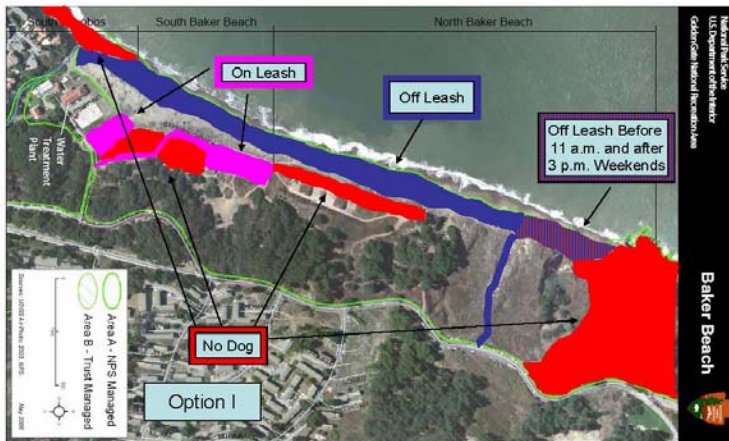 South Baker Beach
North Baker Beach
On Leash
Off Leash
Off Leash Before
11 a.m. and after
3 p.m. Weekends
Water
Treatment
Plant
No Dog
Option I
National Park Service
U.S. Department of the Interior
Golden Gate National Recreation Area
Baker Beach
Area A - NPS Managed
Area B - Trust Managed
May 2006